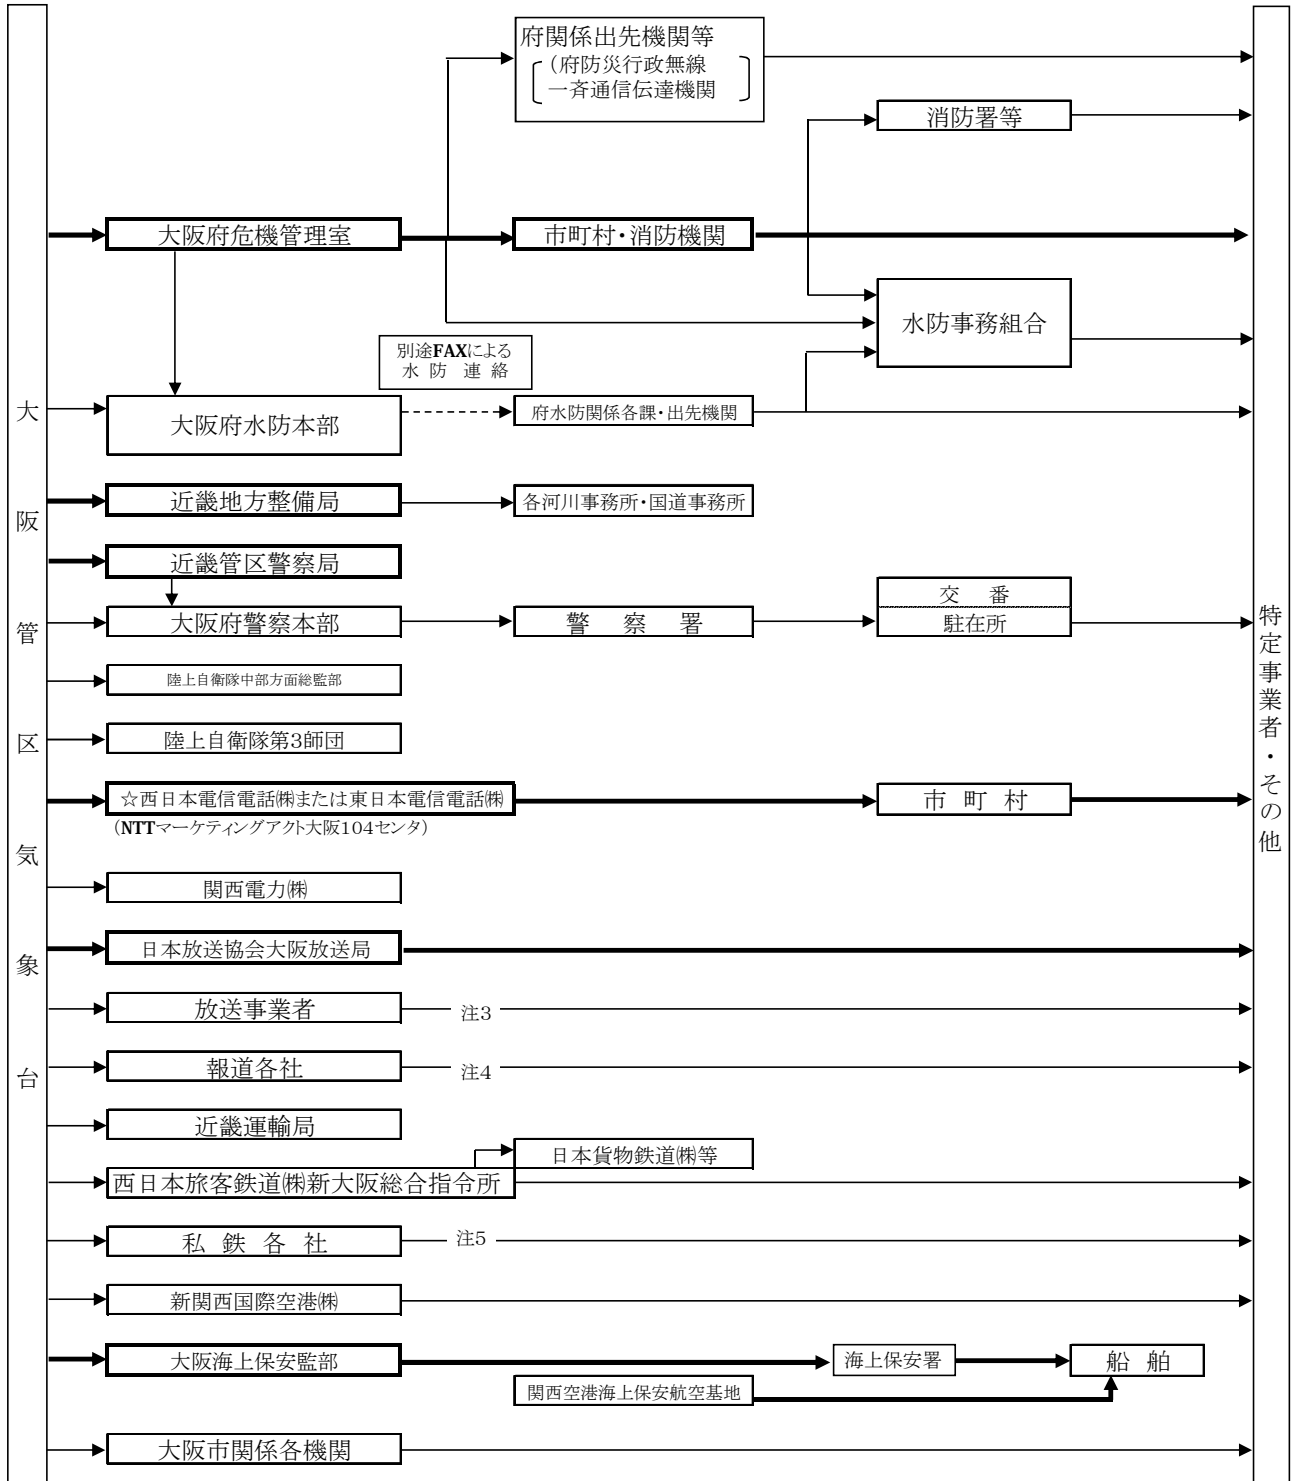 大阪管区気象台
府関係出先機関等
（府防災行政無線
一斉通信伝達機関
消防署等
大阪府危機管理室
市町村・消防機関
水防事務組合
別途FAXによる
水防連絡
大阪府水防本部
府水防関係各課・出先機関
近畿地方整備局
各河川事務所・国道事務所
近畿管区警察局
大阪府警察本部
警察署
交番
駐在所
陸上自衛隊中部方面総監部
陸上自衛隊第3師団
☆西日本電信電話㈱または東日本電信電話㈱
（NTTマーケティングアクト大阪104センタ）
市町村
関西電力㈱
日本放送協会大阪放送局
放送事業者
注3
報道各社
注4
近畿運輸局
日本貨物鉄道㈱等
西日本旅客鉄道㈱新大阪総合指令所
私鉄各社
注5
新関西国際空港㈱
大阪海上保安監部
海上保安署
船舶
関西空港海上保安航空基地
大阪市関係各機関
特定事業者・その他